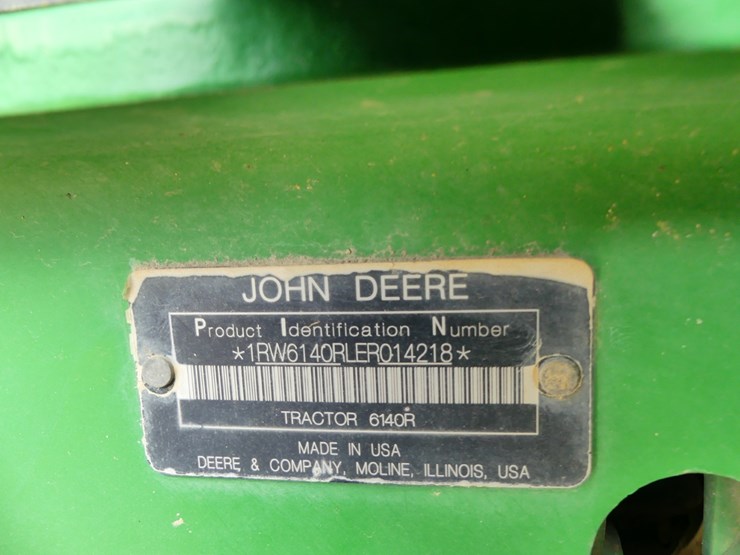 JOHN DEERE
Product Identification Number
*1RW6140RLER014218*
TRACTOR 6140R
MADE IN USA
DEERE & COMPANY, MOLINE, ILLINOIS, USA